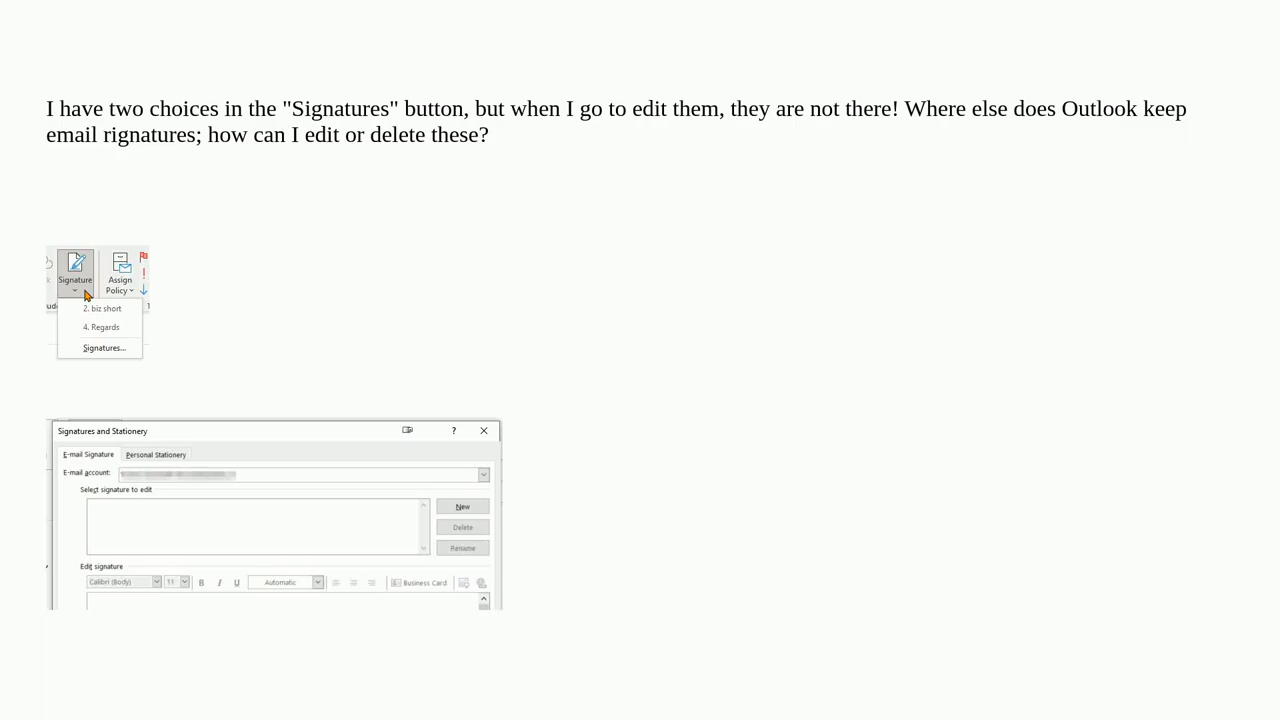 I have two choices in the "Signatures" button, but when I go to edit them, they are not there! Where else does Outlook keep
email rignatures; how can I edit or delete these?
Signature
Assign
Policy
2. biz short
4. Regards
Signatures...
Signatures and Stationery
?
E-mail Signature
Personal Stationery
E-mail account:
Select signature to edit
New
Delete
Rename
Edit signature
Calibri (Body)
11
B I U
Automatic
Business Card